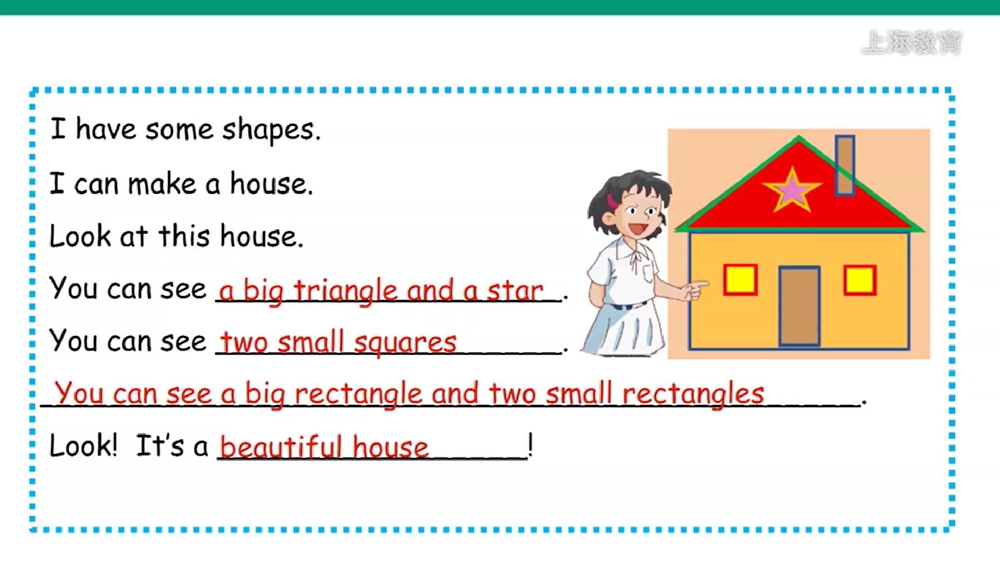 上海教育
I have some shapes.
I can make a house.
Look at this house.
You can see a big triangle and a star.
You can see two small squares.
You can see a big rectangle and two small rectangles.
Look! It's a beautiful house!